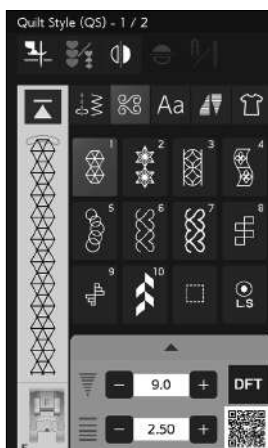 Quilt Style (QS) - 1 / 2
Aa
1 2 3 4
5 6 7 8
9 10 L.S
− 9.0 + DFT
− 2.50 +
F